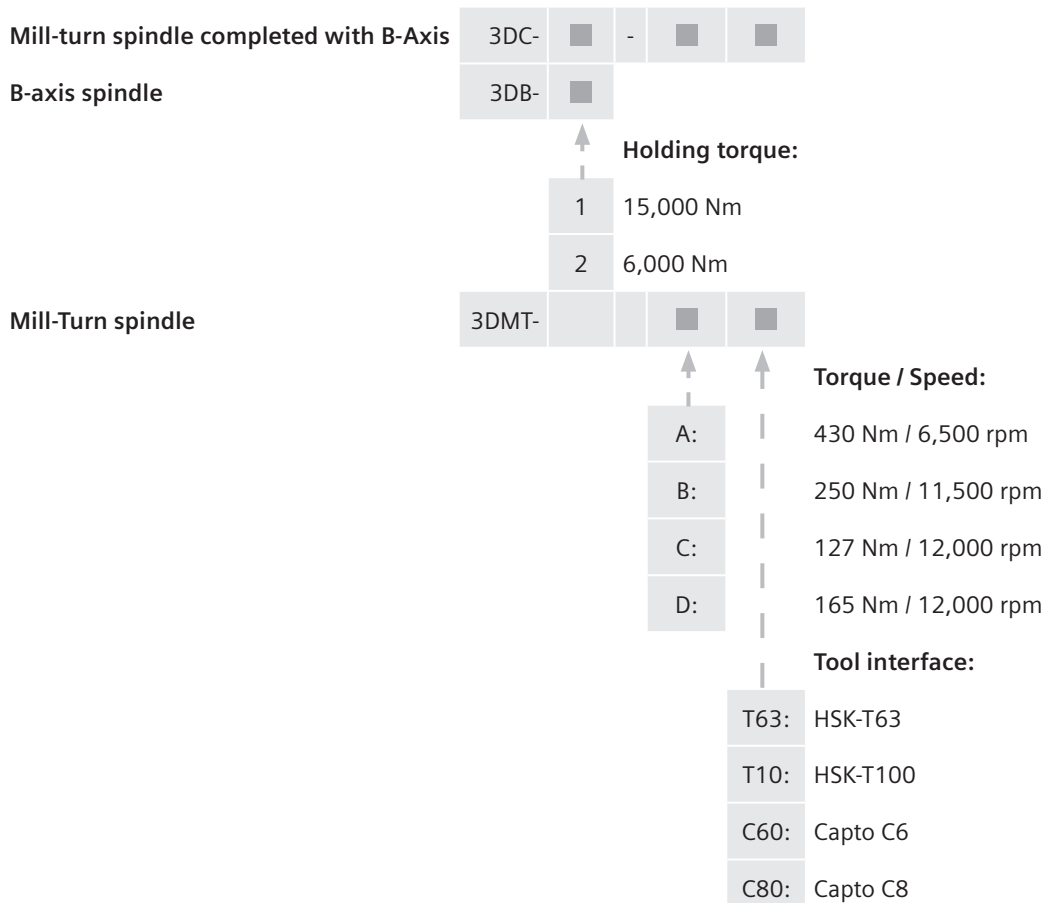 Mill-turn spindle completed with B-Axis 3DC- -
B-axis spindle 3DB-
Holding torque:
1 15,000 Nm
2 6,000 Nm
Mill-Turn spindle 3DMT- -
Torque / Speed:
A: 430 Nm / 6,500 rpm
B: 250 Nm / 11,500 rpm
C: 127 Nm / 12,000 rpm
D: 165 Nm / 12,000 rpm
Tool interface:
T63: HSK-T63
T10: HSK-T100
C60: Capto C6
C80: Capto C8